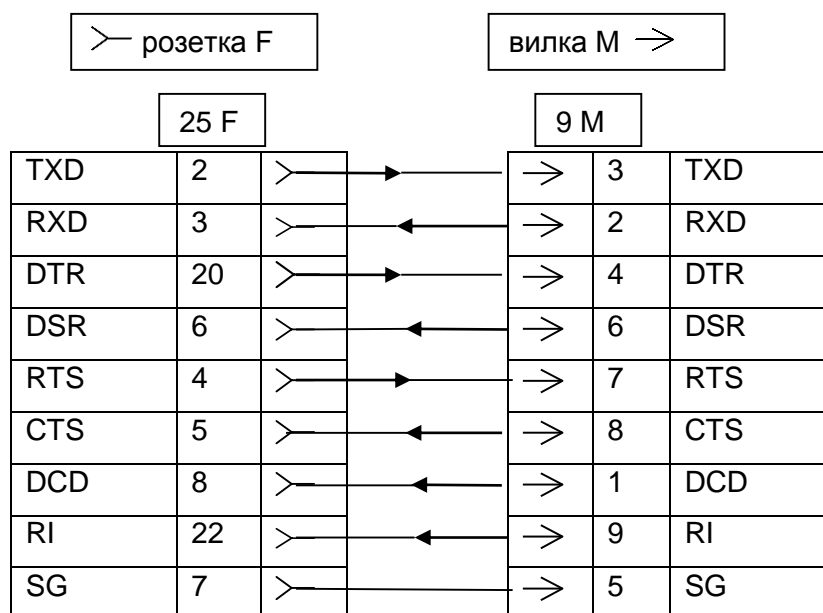 розетка F вилка M
25 F 9 M
TXD 2 3 TXD
RXD 3 2 RXD
DTR 20 4 DTR
DSR 6 6 DSR
RTS 4 7 RTS
CTS 5 8 CTS
DCD 8 1 DCD
RI 22 9 RI
SG 7 5 SG